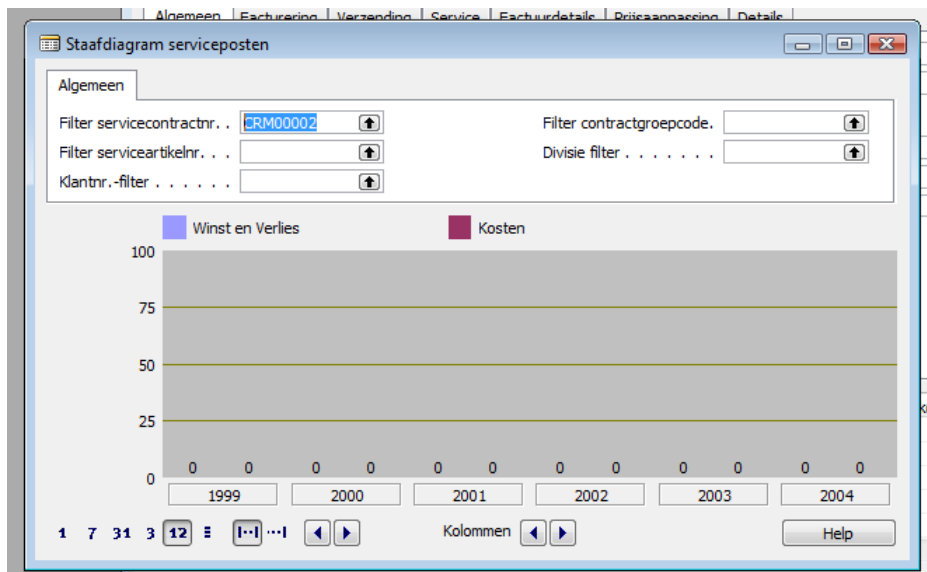 Algemeen Facturering Verzending Service Factuurdetails Prijsaanpassing Details
Staafdiagram serviceposten
Algemeen
Filter servicecontractnr. . CRM00002 Filter contractgroepcode.
Filter serviceartikelnr. . . Divisie filter . . . . . . .
Klantnr.-filter . . . . . .
Winst en Verlies Kosten
100
75
50
25
0
0 0 0 0 0 0 0 0 0 0 0 0
1999 2000 2001 2002 2003 2004
1 7 31 3 12 Kolommen Help